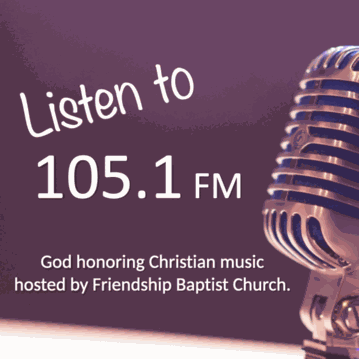 Listen to
105.1 FM
God honoring Christian music
hosted by Friendship Baptist Church.